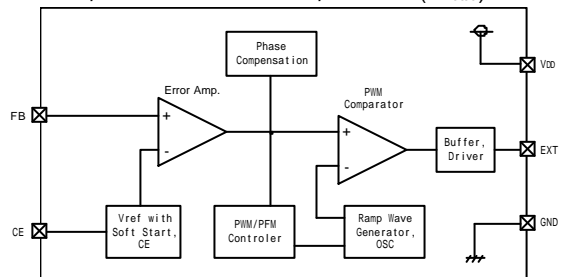 Phase
Compensation
VDD
Error Amp.
PWM
Comparator
FB
+
-
+
-
Buffer,
Driver
EXT
CE
Vref with
Soft Start,
CE
PWM/PFM
Controler
Ramp Wave
Generator,
OSC
GND